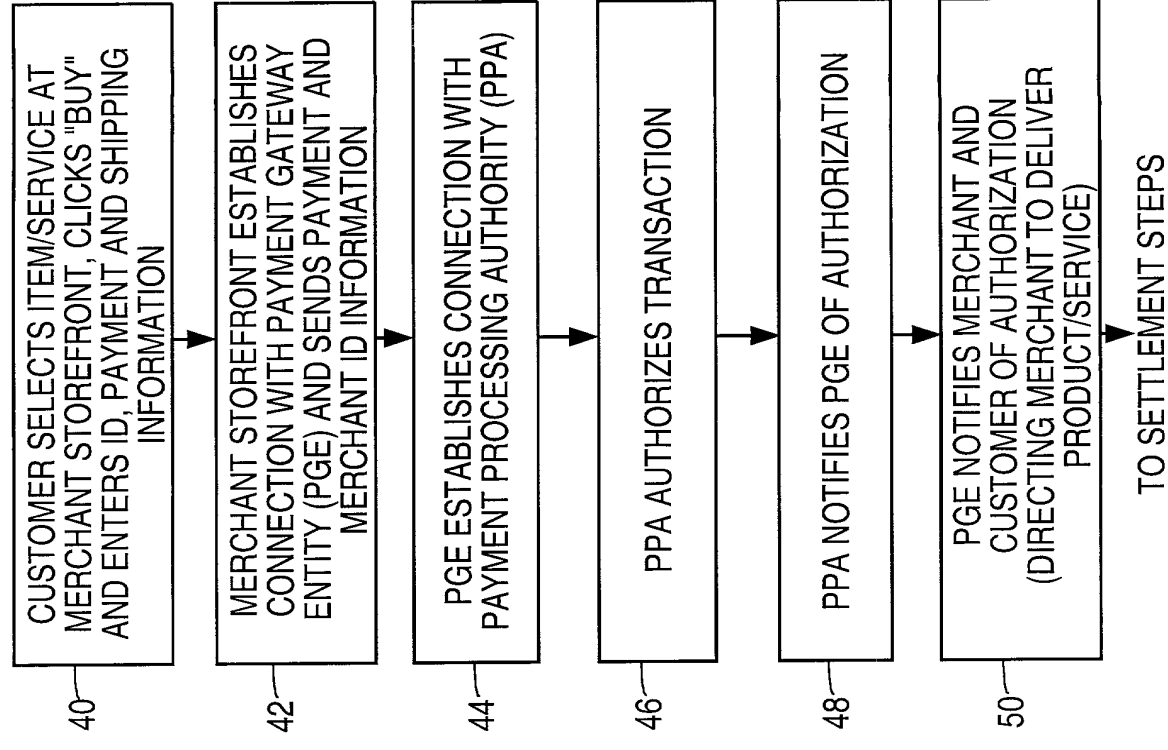 CUSTOMER SELECTS ITEM/SERVICE AT
MERCHANT STOREFRONT, CLICKS "BUY"
AND ENTERS ID, PAYMENT AND SHIPPING
INFORMATION
40
MERCHANT STOREFRONT ESTABLISHES
CONNECTION WITH PAYMENT GATEWAY
ENTITY (PGE) AND SENDS PAYMENT AND
MERCHANT ID INFORMATION
42
PGE ESTABLISHES CONNECTION WITH
PAYMENT PROCESSING AUTHORITY (PPA)
44
PPA AUTHORIZES TRANSACTION
46
PPA NOTIFIES PGE OF AUTHORIZATION
48
PGE NOTIFIES MERCHANT AND
CUSTOMER OF AUTHORIZATION
(DIRECTING MERCHANT TO DELIVER
PRODUCT/SERVICE)
50
TO SETTLEMENT STEPS